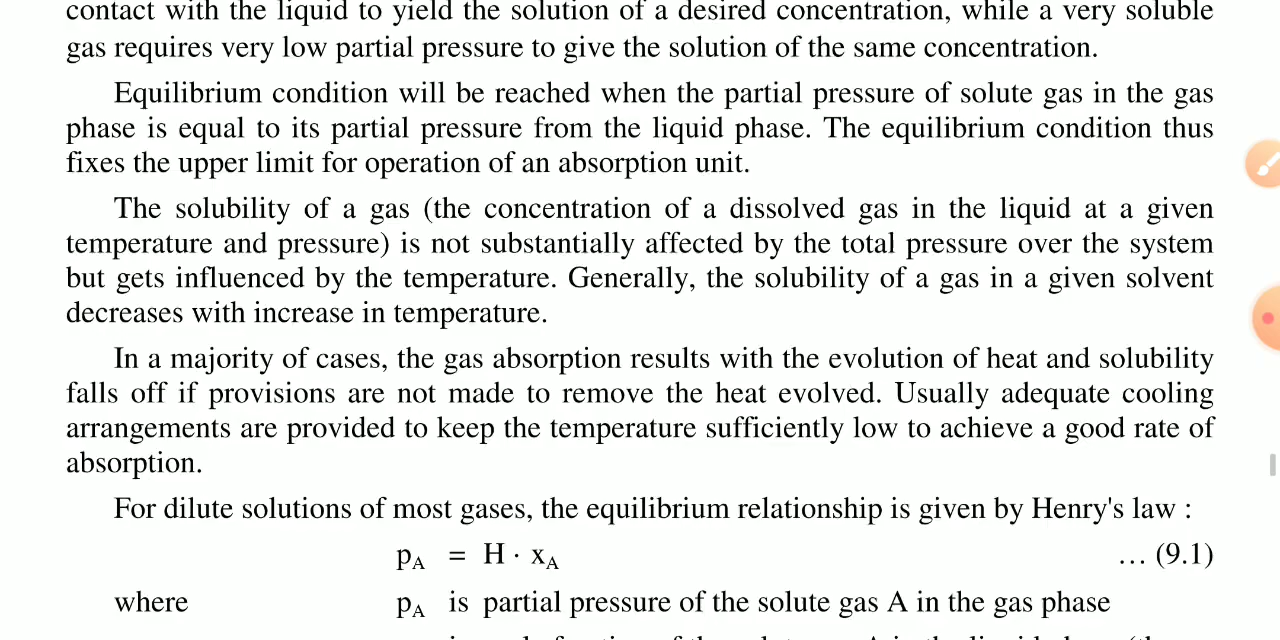 contact with the liquid to yield the solution of a desired concentration, while a very soluble
gas requires very low partial pressure to give the solution of the same concentration.
Equilibrium condition will be reached when the partial pressure of solute gas in the gas
phase is equal to its partial pressure from the liquid phase. The equilibrium condition thus
fixes the upper limit for operation of an absorption unit.
The solubility of a gas (the concentration of a dissolved gas in the liquid at a given
temperature and pressure) is not substantially affected by the total pressure over the system
but gets influenced by the temperature. Generally, the solubility of a gas in a given solvent
decreases with increase in temperature.
In a majority of cases, the gas absorption results with the evolution of heat and solubility
falls off if provisions are not made to remove the heat evolved. Usually adequate cooling
arrangements are provided to keep the temperature sufficiently low to achieve a good rate of
absorption.
For dilute solutions of most gases, the equilibrium relationship is given by Henry's law :
p_A = H · x_A … (9.1)
where p_A is partial pressure of the solute gas A in the gas phase